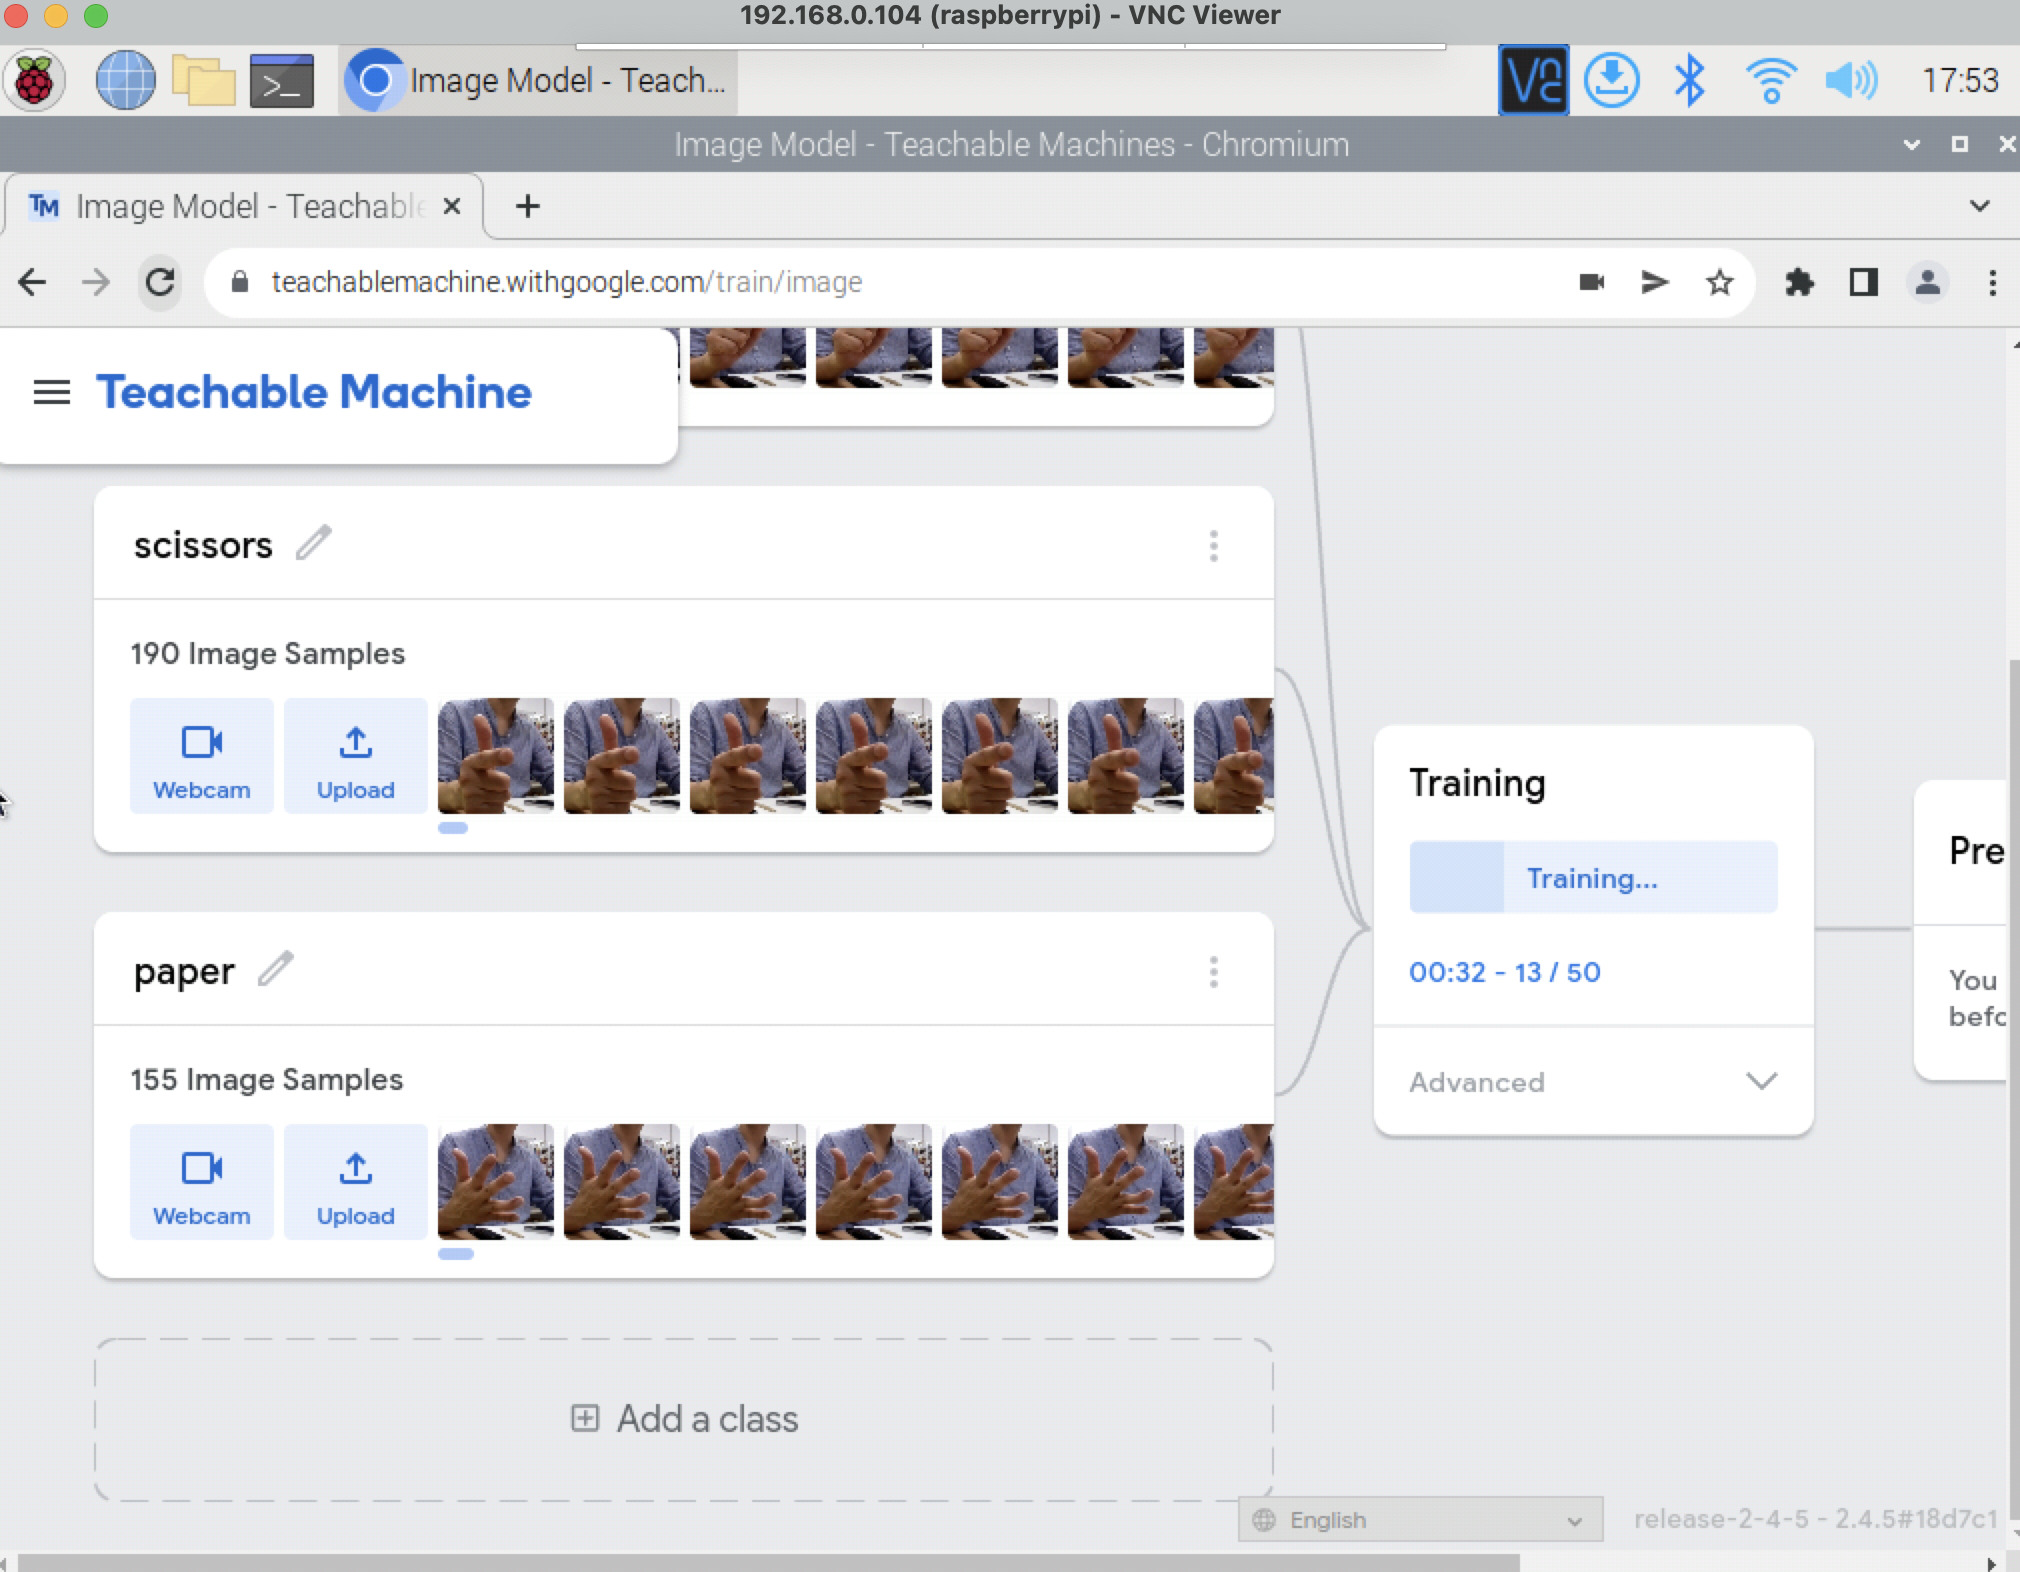 192.168.0.104 (raspberrypi) - VNC Viewer
Image Model - Teach...
17:53
Image Model - Teachable Machines - Chromium
TM Image Model - Teachable
teachablemachine.withgoogle.com/train/image
Teachable Machine
scissors
190 Image Samples
Webcam
Upload
Training
Training...
00:32 - 13 / 50
Advanced
Pre
You
befo
paper
155 Image Samples
Webcam
Upload
Add a class
English
release-2-4-5 - 2.4.5#18d7c1